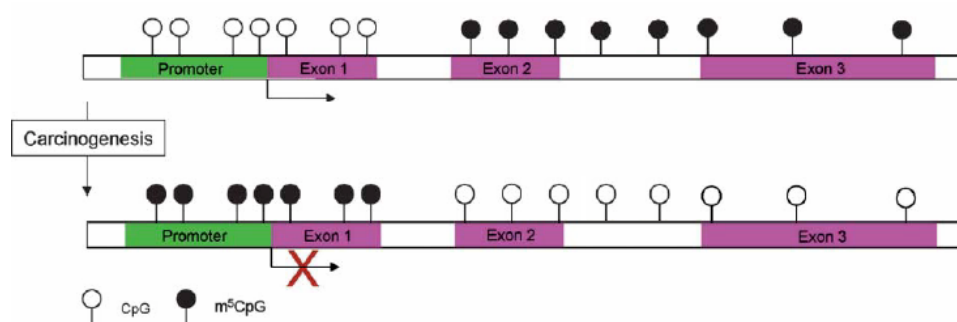 Promoter Exon 1 Exon 2 Exon 3
Carcinogenesis
Promoter Exon 1 Exon 2 Exon 3
X
CpG m⁵CpG